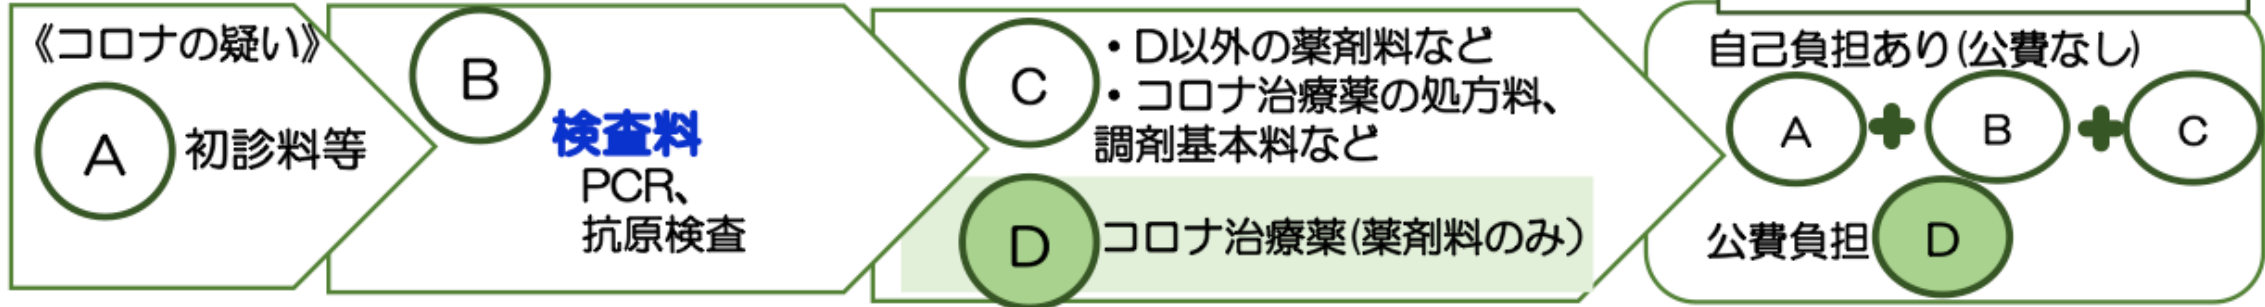 《コロナの疑い》
A 初診料等
B
検査料
PCR、
抗原検査
C
・D以外の薬剤料など
・コロナ治療薬の処方料、
調剤基本料など
D コロナ治療薬(薬剤料のみ)
自己負担あり(公費なし)
A + B + C
公費負担 D